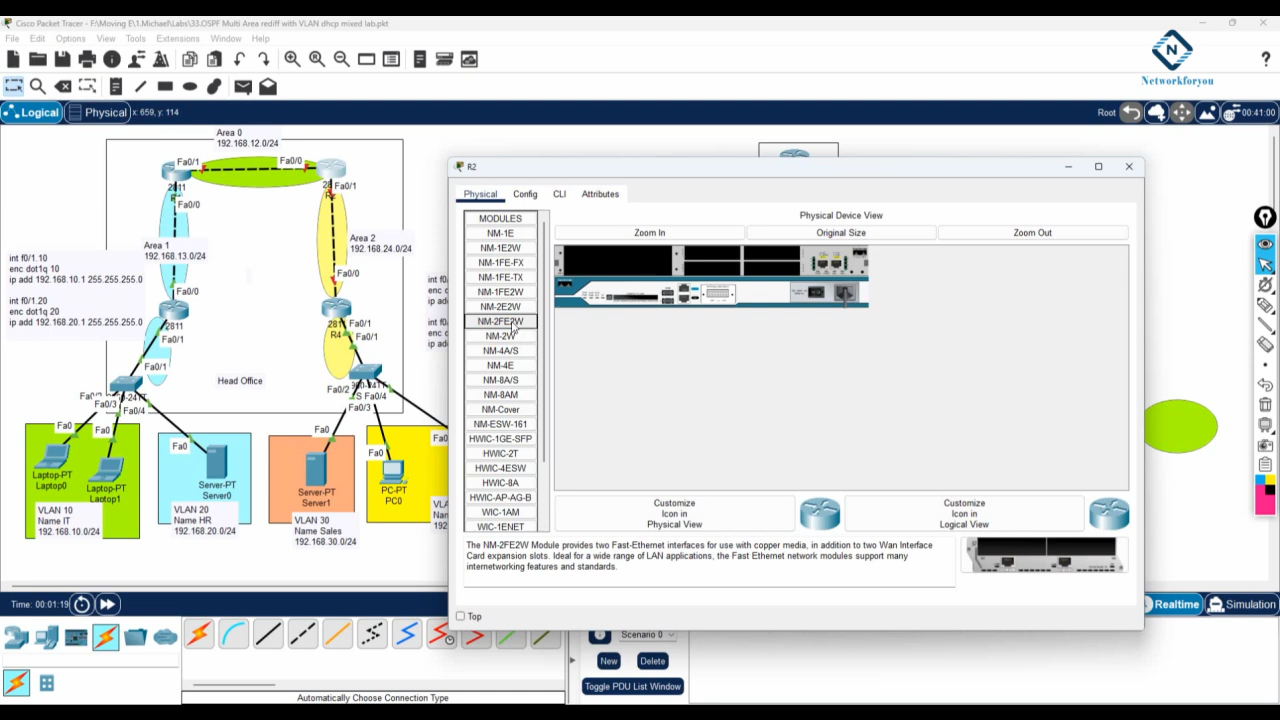 Cisco Packet Tracer - F:\Moving E\1.Michael\Labs\33.OSPF Multi Area rediff with VLAN dhcp mixed lab.pkt
File Edit Options View Tools Extensions Window Help
N
Networkforyou
?
Logical Physical x: 659, y: 114 Root 00:41:00
Area 0
192.168.12.0/24
Fa0/1 Fa0/0
2811
Fa0/1
Fa0/0
Area 1
192.168.13.0/24
Area 2
192.168.24.0/24
int f0/1.10
enc dot1q 10
ip add 192.168.10.1 255.255.255.0
int f0/1.20
enc dot1q 20
ip add 192.168.20.1 255.255.255.0
Fa0/0
Fa0/0
2811
Fa0/1
R4
Fa0/1
Fa0/1
Fa0/1
Head Office
Fa0/3
Fa0/4
Fa0/2
Fa0/4
Fa0/3
Fa0
Fa0
Fa0
Fa0
Fa0
Fa0
Laptop-PT
Laptop0
Laptop-PT
Laptop1
Server-PT
Server0
Server-PT
Server1
PC-PT
PC0
VLAN 10
Name IT
192.168.10.0/24
VLAN 20
Name HR
192.168.20.0/24
VLAN 30
Name Sales
192.168.30.0/24
R2
Physical Config CLI Attributes
MODULES
NM-1E
NM-1E2W
NM-1FE-FX
NM-1FE-TX
NM-1FE2W
NM-2E2W
NM-2FE2W
NM-2W
NM-4A/S
NM-4E
NM-8A/S
NM-8AM
NM-Cover
NM-ESW-161
HWIC-1GE-SFP
HWIC-2T
HWIC-4ESW
HWIC-8A
HWIC-AP-AG-B
WIC-1AM
WIC-1ENET
Physical Device View
Zoom In Original Size Zoom Out
Customize
Icon in
Physical View
Customize
Icon in
Logical View
The NM-2FE2W Module provides two Fast-Ethernet interfaces for use with copper media, in addition to two Wan Interface
Card expansion slots. Ideal for a wide range of LAN applications, the Fast Ethernet network modules support many
internetworking features and standards.
Top
Time: 00:01:19 Realtime Simulation
Scenario 0
New Delete
Toggle PDU List Window
Automatically Choose Connection Type